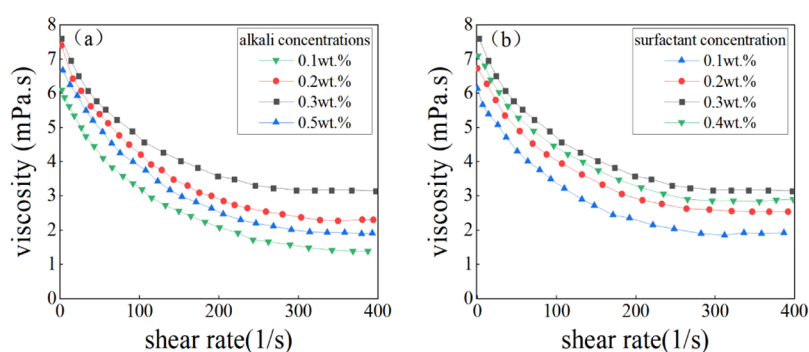 (a)
alkali concentrations
0.1wt.%
0.2wt.%
0.3wt.%
0.5wt.%
8
7
6
5
4
3
2
1
0
0 100 200 300 400
viscosity (mPa.s)
shear rate(1/s)
(b)
surfactant concentration
0.1wt.%
0.2wt.%
0.3wt.%
0.4wt.%
8
7
6
5
4
3
2
1
0
0 100 200 300 400
viscosity (mPa.s)
shear rate(1/s)